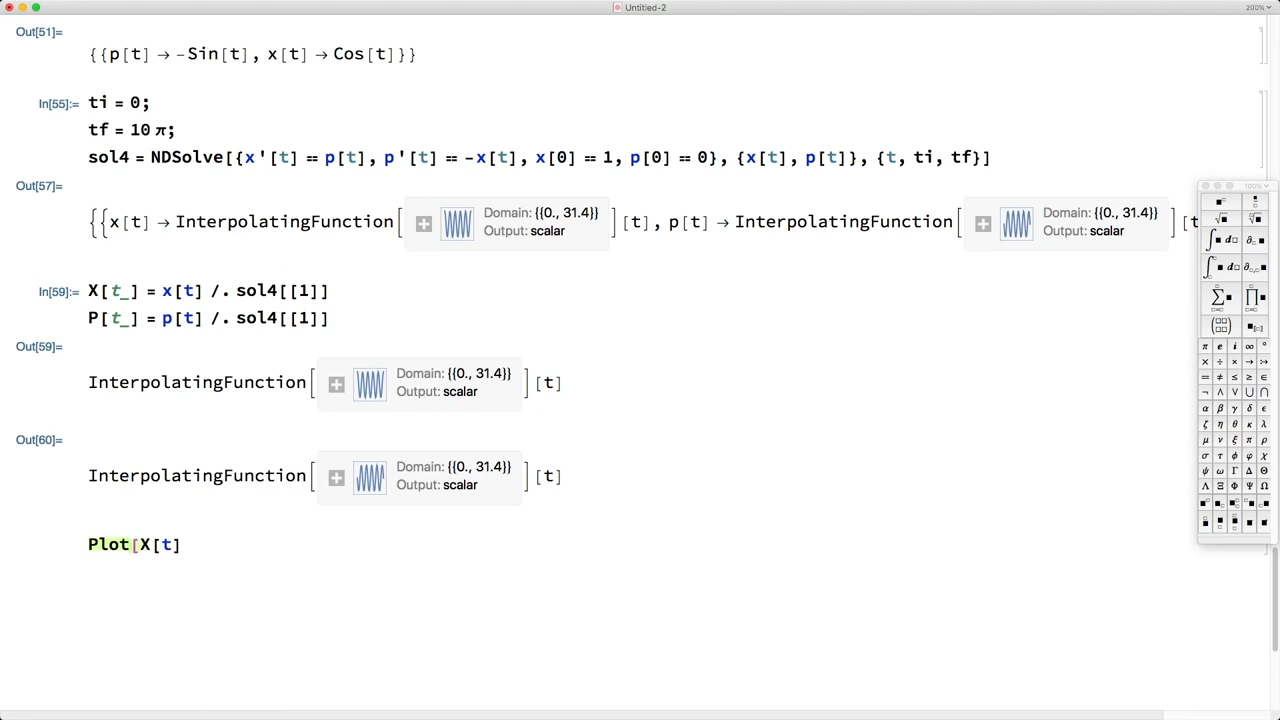 Untitled-2
200%
Out[51]=
{{p[t] → -Sin[t], x[t] → Cos[t]}}
In[55]:= ti = 0;
tf = 10 π;
sol4 = NDSolve[{x'[t] == p[t], p'[t] == -x[t], x[0] == 1, p[0] == 0}, {x[t], p[t]}, {t, ti, tf}]
Out[57]=
{{x[t] → InterpolatingFunction[ Domain: {{0., 31.4}} Output: scalar ][t], p[t] → InterpolatingFunction[ Domain: {{0., 31.4}} Output: scalar ][t
In[59]:= X[t_] = x[t] /. sol4[[1]]
P[t_] = p[t] /. sol4[[1]]
Out[59]=
InterpolatingFunction[ Domain: {{0., 31.4}} Output: scalar ][t]
Out[60]=
InterpolatingFunction[ Domain: {{0., 31.4}} Output: scalar ][t]
Plot[X[t]
100%
π e i ∞ °
× ÷ × → :→
== ≠ ≤ ≥ ∈
¬ ∧ ∨ ∪ ∩
α β γ δ ϵ
ζ η θ κ λ
μ ν ξ π ρ
σ τ ϕ φ χ
ψ ω Γ Δ Θ
Λ Ξ Φ Ψ Ω